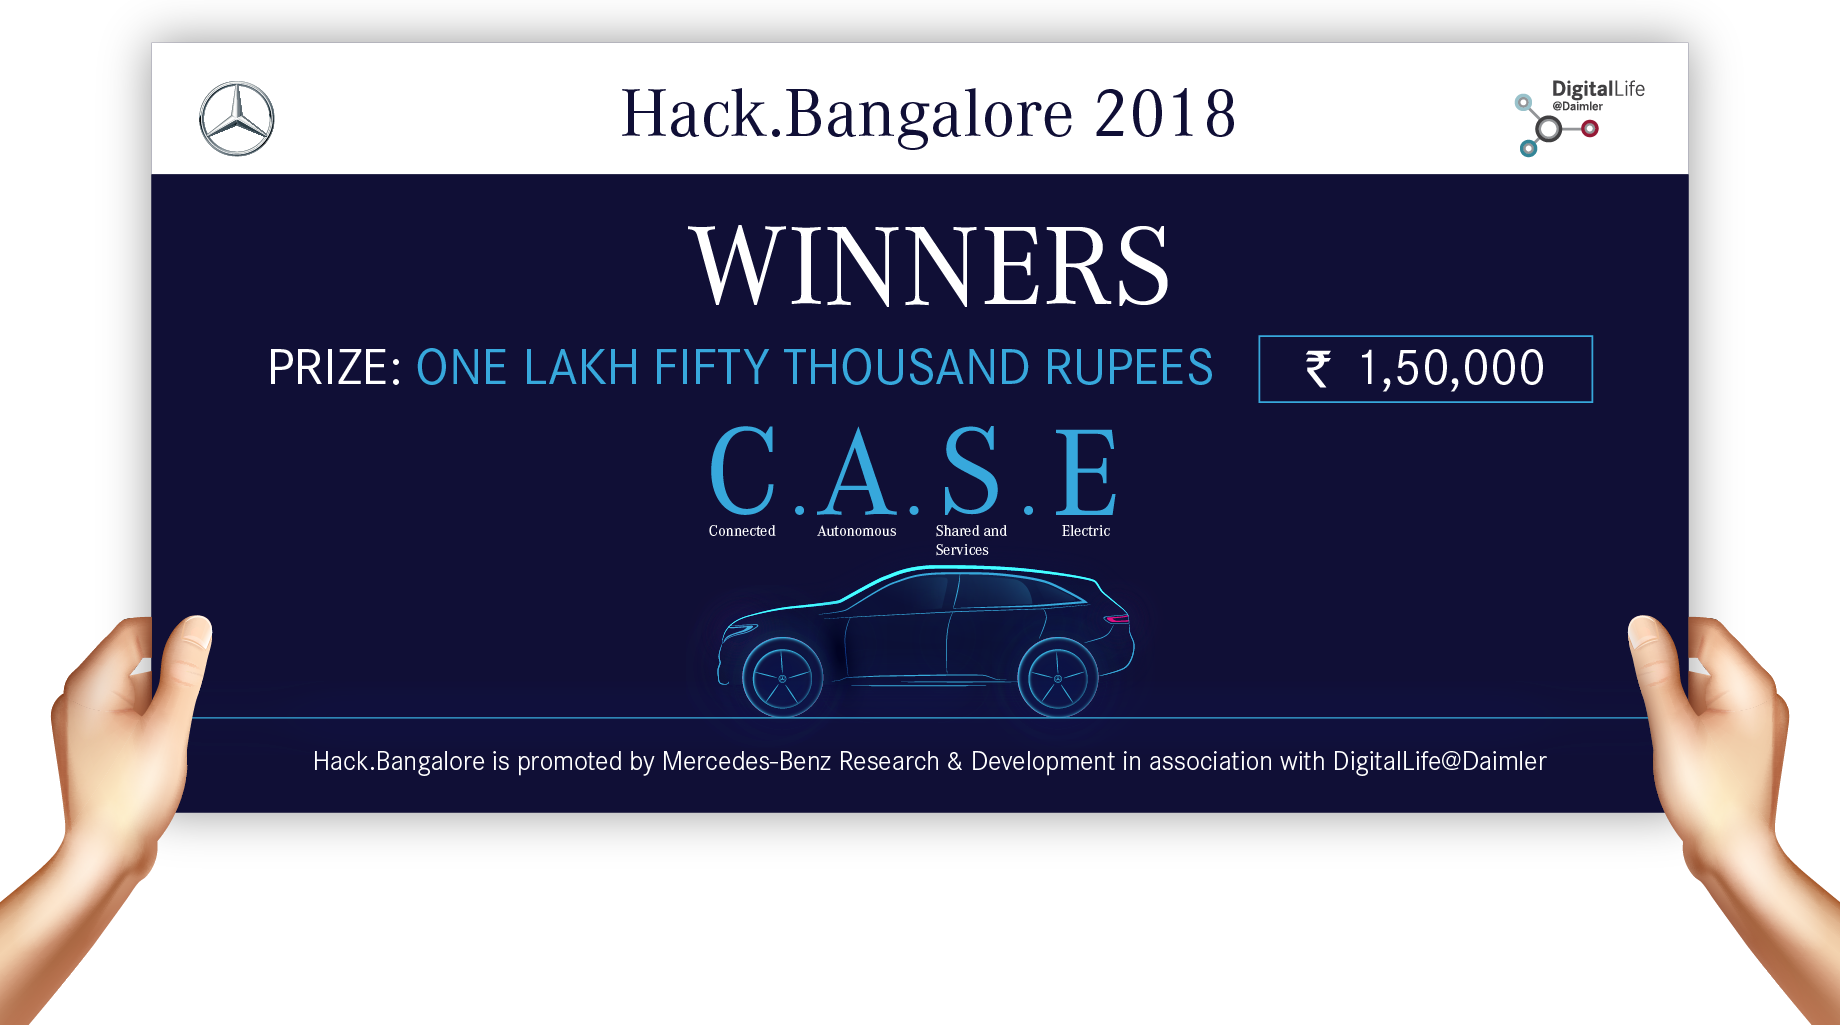 Hack.Bangalore 2018
DigitalLife
@Daimler
WINNERS
PRIZE: ONE LAKH FIFTY THOUSAND RUPEES ₹ 1,50,000
C.A.S.E
Connected Autonomous Shared and Electric
Services
Hack.Bangalore is promoted by Mercedes-Benz Research & Development in association with DigitalLife@Daimler